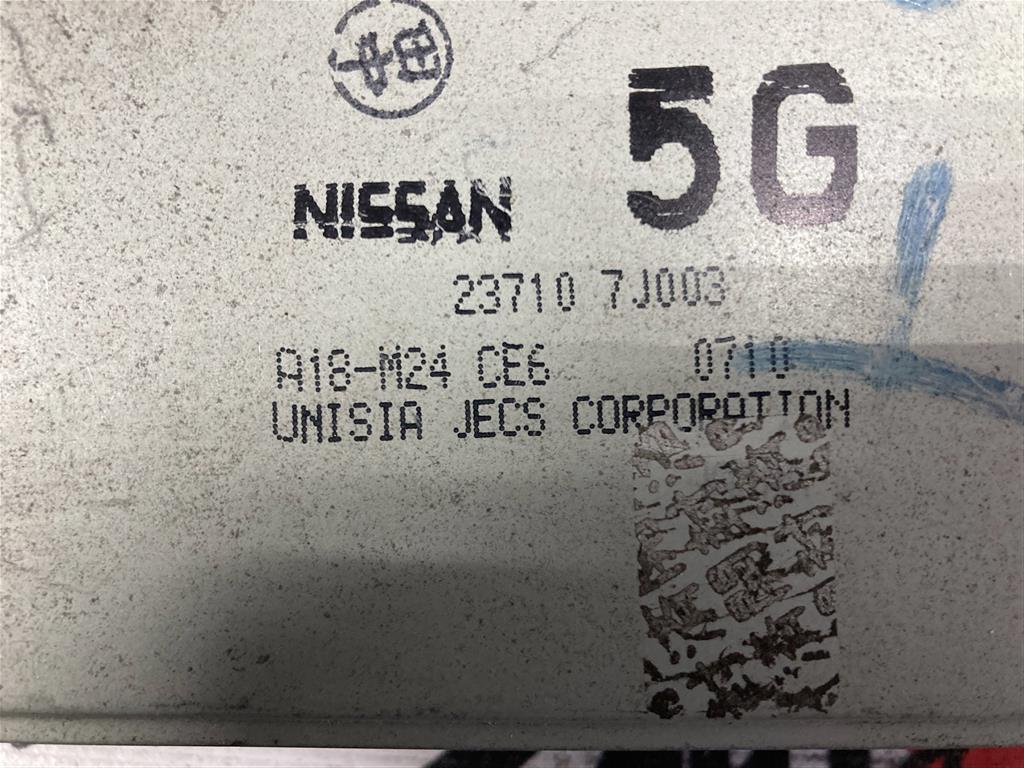 5G
NISSAN
23710 7J003
A18-M24 CE6 0710
UNISIA JECS CORPORATION